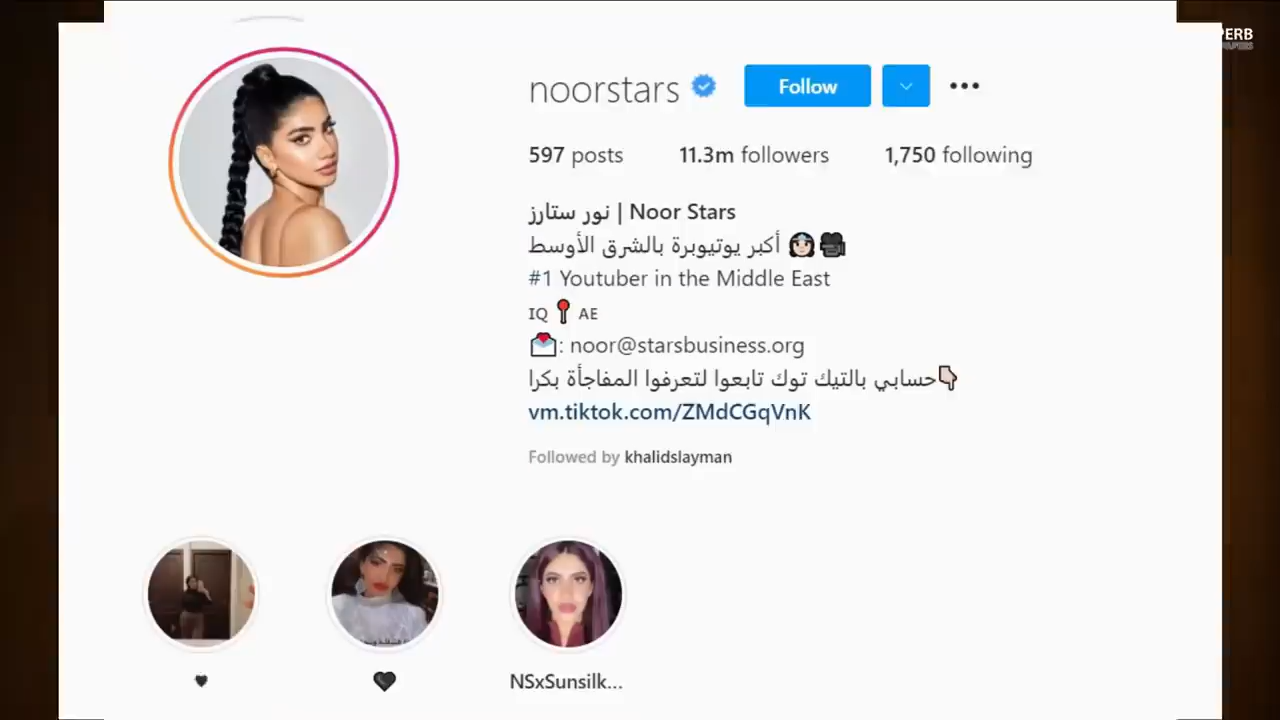 PERB
noorstars Follow
597 posts 11.3m followers 1,750 following
نور ستارز | Noor Stars
أكبر يوتيوبرة بالشرق الأوسط
#1 Youtuber in the Middle East
IQ AE
: noor@starsbusiness.org
حسابي بالتيك توك تابعوا لتعرفوا المفاجأة بكرا
vm.tiktok.com/ZMdCGqVnK
Followed by khalidslayman
NSxSunsilk...